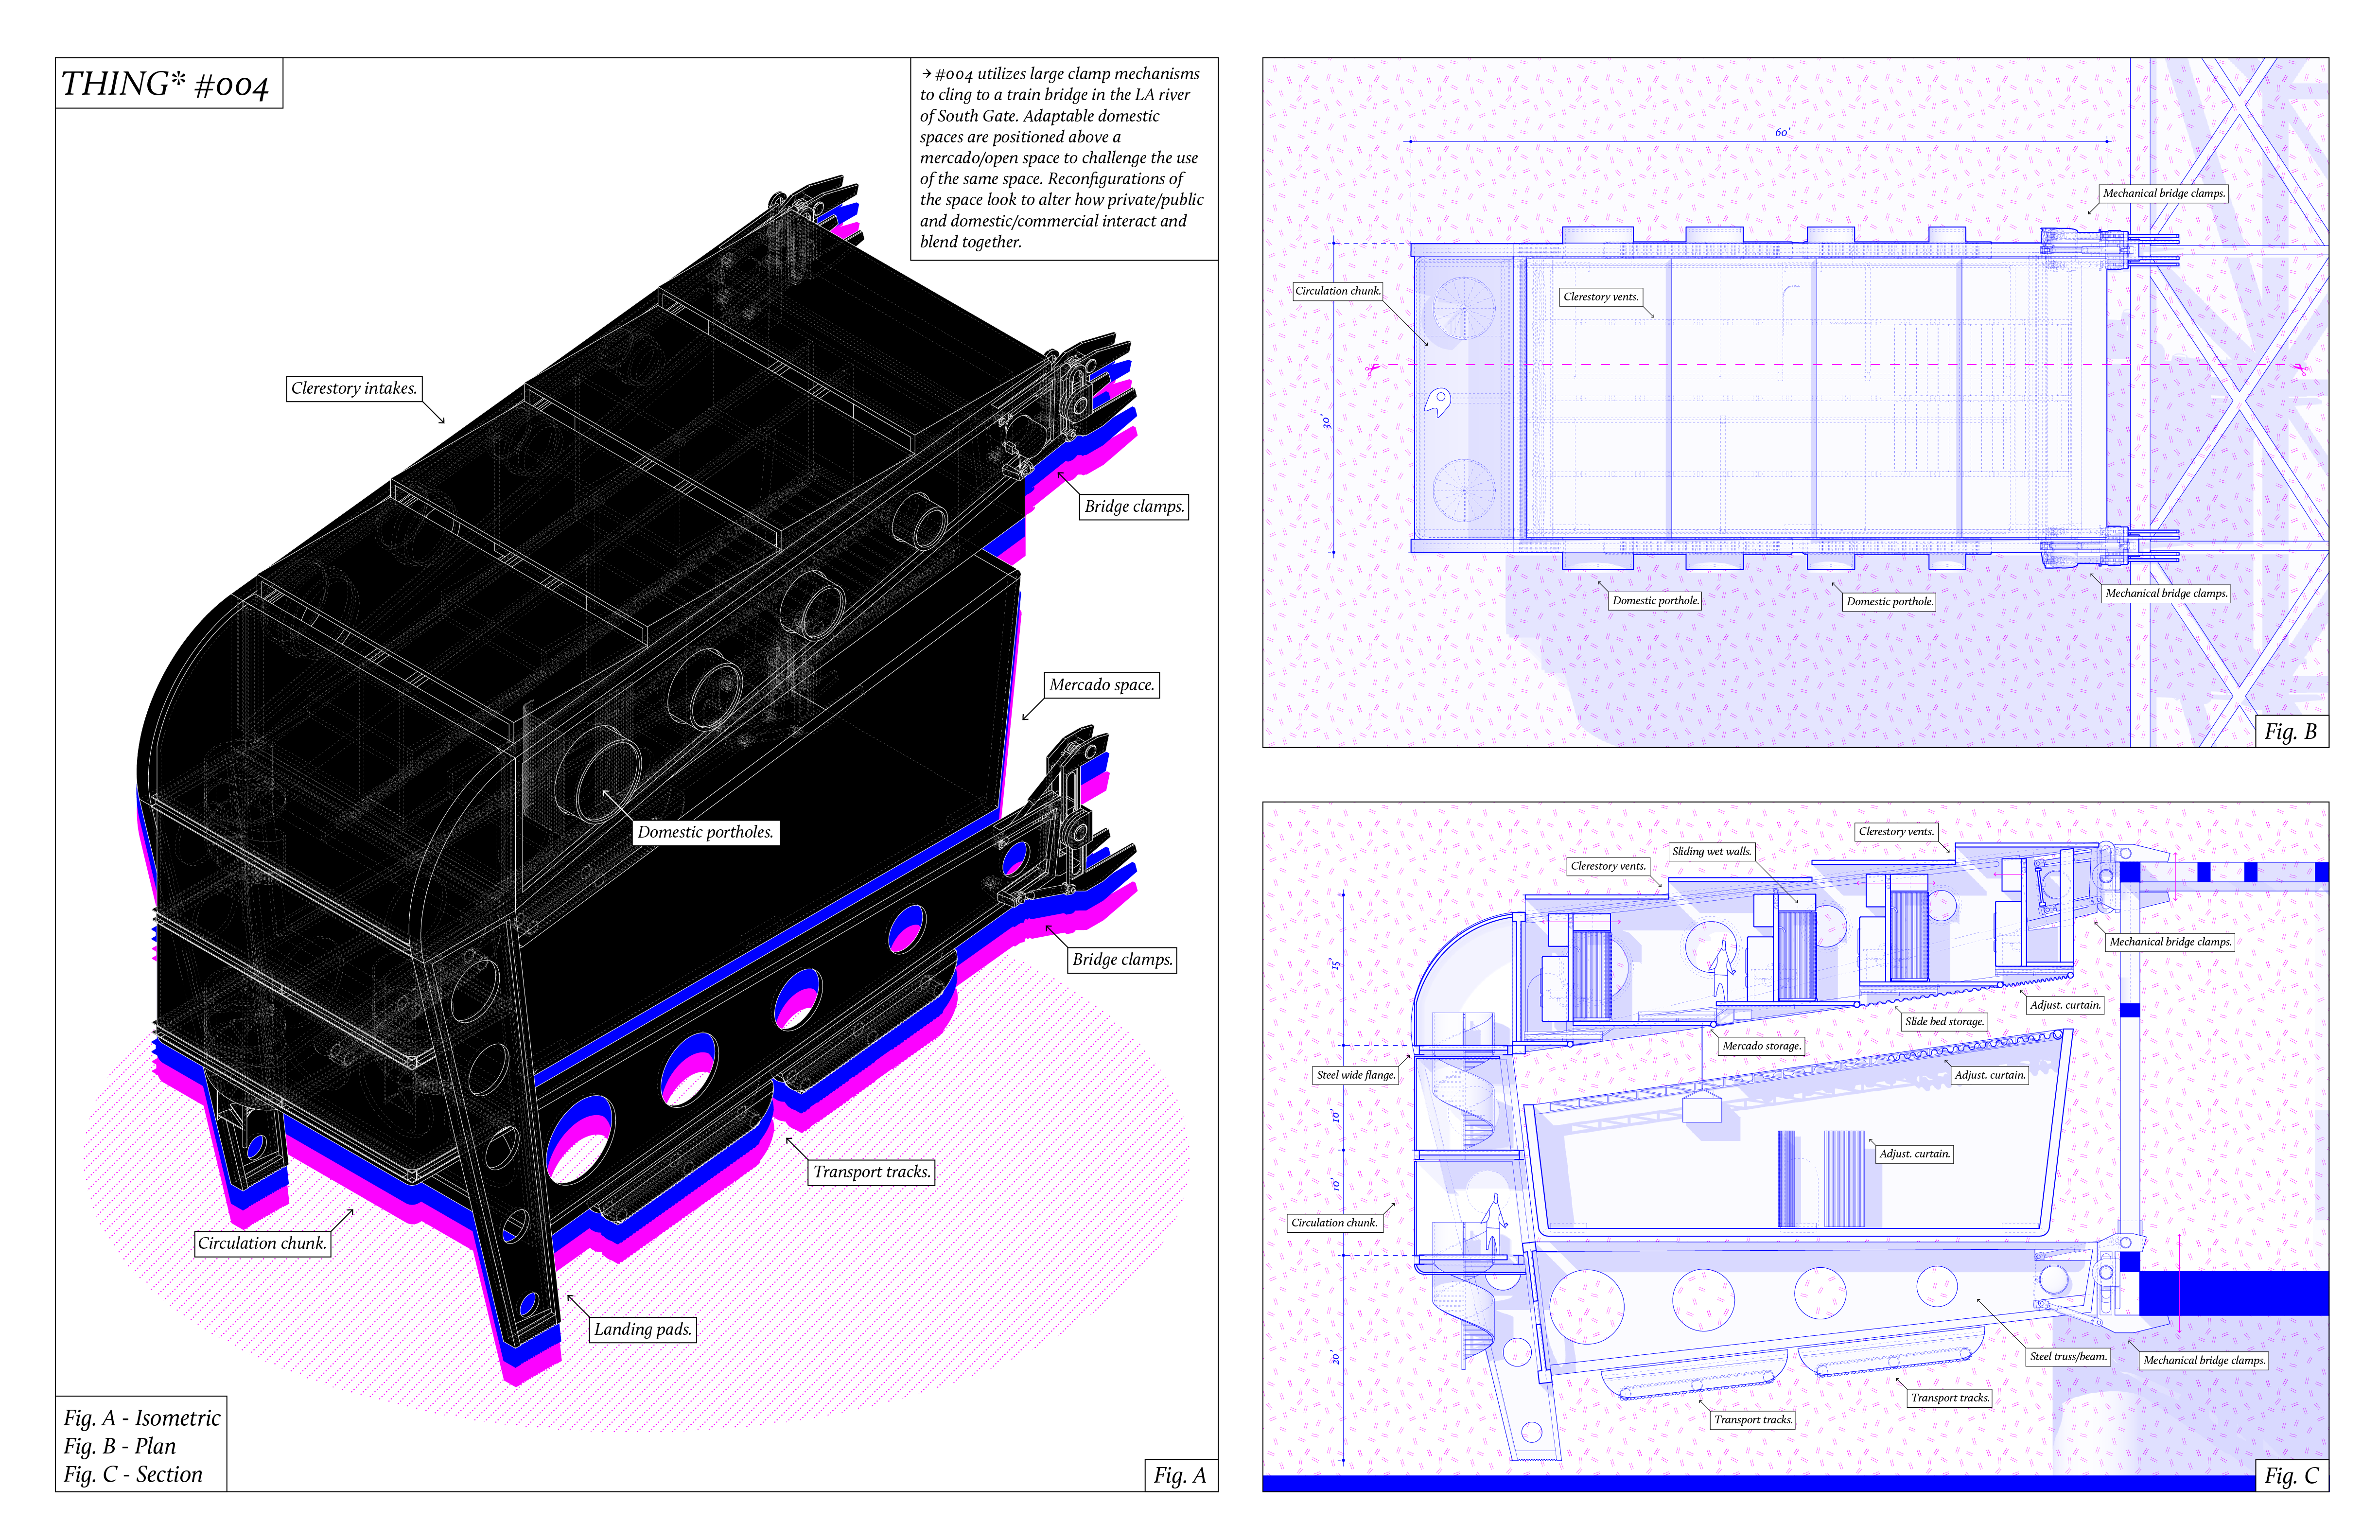 THING* #004
→ #004 utilizes large clamp mechanisms
to cling to a train bridge in the LA river
of South Gate. Adaptable domestic
spaces are positioned above a
mercado/open space to challenge the use
of the same space. Reconfigurations of
the space look to alter how private/public
and domestic/commercial interact and
blend together.
Clerestory intakes.
Bridge clamps.
Mercado space.
Domestic portholes.
Bridge clamps.
Transport tracks.
Circulation chunk.
Landing pads.
Fig. A - Isometric
Fig. B - Plan
Fig. C - Section
Fig. A
60'
Mechanical bridge clamps.
Circulation chunk.
Clerestory vents.
30'
Domestic porthole.
Domestic porthole.
Mechanical bridge clamps.
Fig. B
Clerestory vents.
Sliding wet walls.
Clerestory vents.
15'
Mechanical bridge clamps.
Adjust. curtain.
Slide bed storage.
Mercado storage.
Steel wide flange.
Adjust. curtain.
10'
Adjust. curtain.
10'
Circulation chunk.
20'
Steel truss/beam.
Mechanical bridge clamps.
Transport tracks.
Transport tracks.
Fig. C